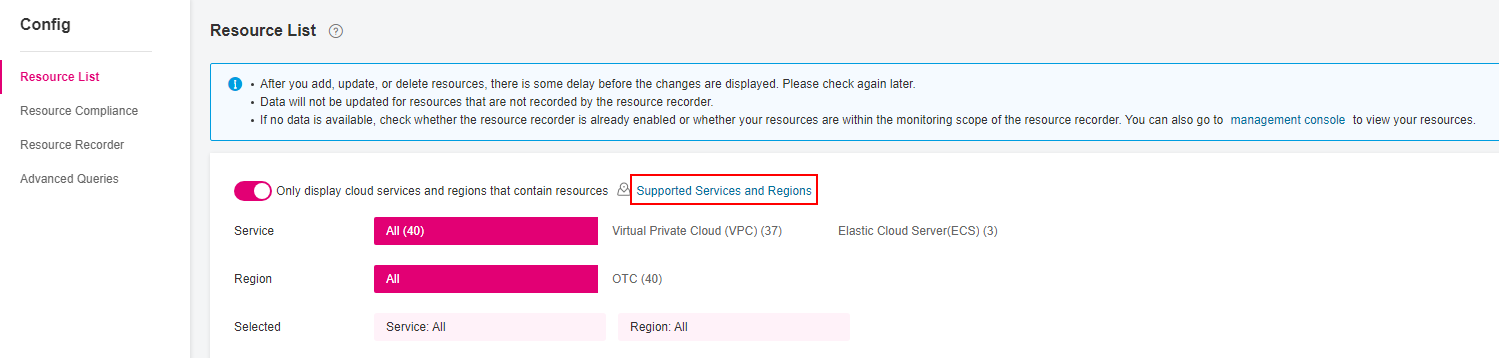 Config
Resource List
Resource Compliance
Resource Recorder
Advanced Queries
Resource List ?
! • After you add, update, or delete resources, there is some delay before the changes are displayed. Please check again later.
• Data will not be updated for resources that are not recorded by the resource recorder.
• If no data is available, check whether the resource recorder is already enabled or whether your resources are within the monitoring scope of the resource recorder. You can also go to management console to view your resources.
Only display cloud services and regions that contain resources Supported Services and Regions
Service All (40) Virtual Private Cloud (VPC) (37) Elastic Cloud Server(ECS) (3)
Region All OTC (40)
Selected Service: All Region: All